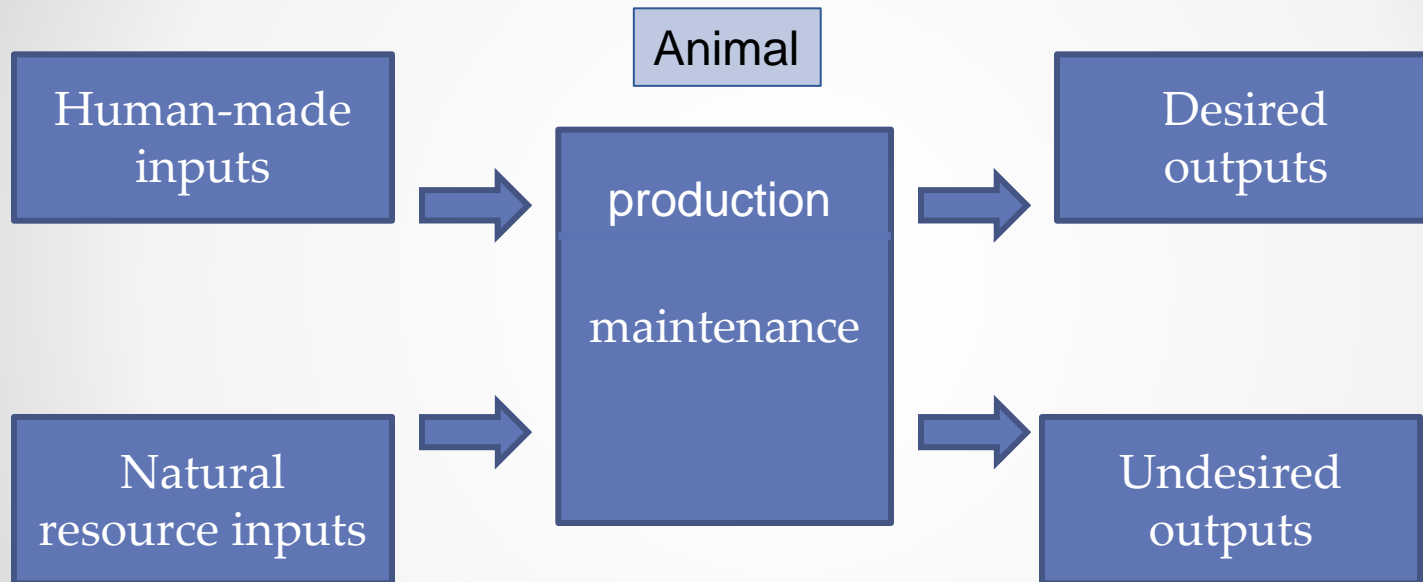 Animal
Human-made
inputs
production
maintenance
Desired
outputs
Natural
resource inputs
Undesired
outputs